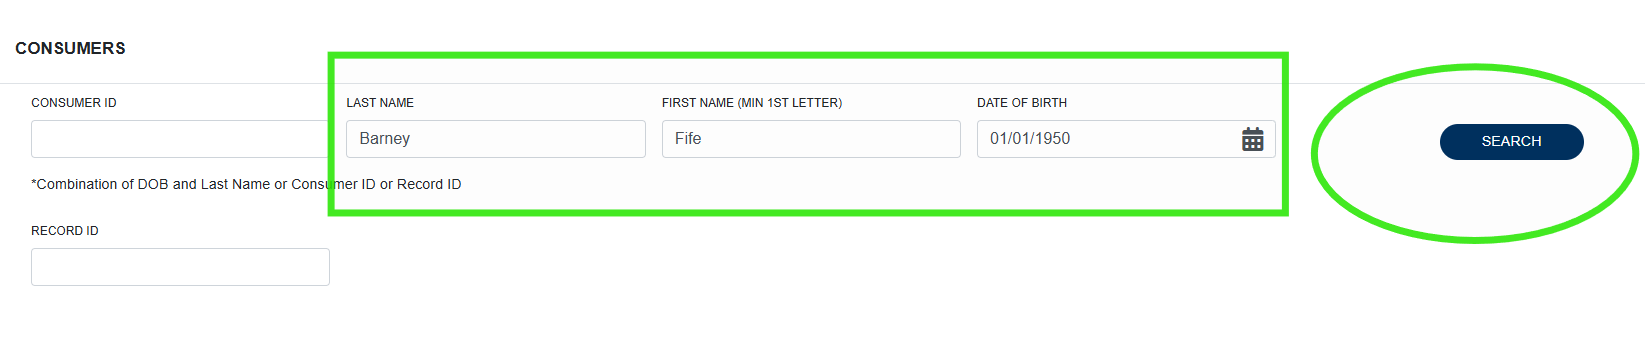 CONSUMERS
CONSUMER ID LAST NAME FIRST NAME (MIN 1ST LETTER) DATE OF BIRTH
Barney Fife 01/01/1950 SEARCH
*Combination of DOB and Last Name or Consumer ID or Record ID
RECORD ID